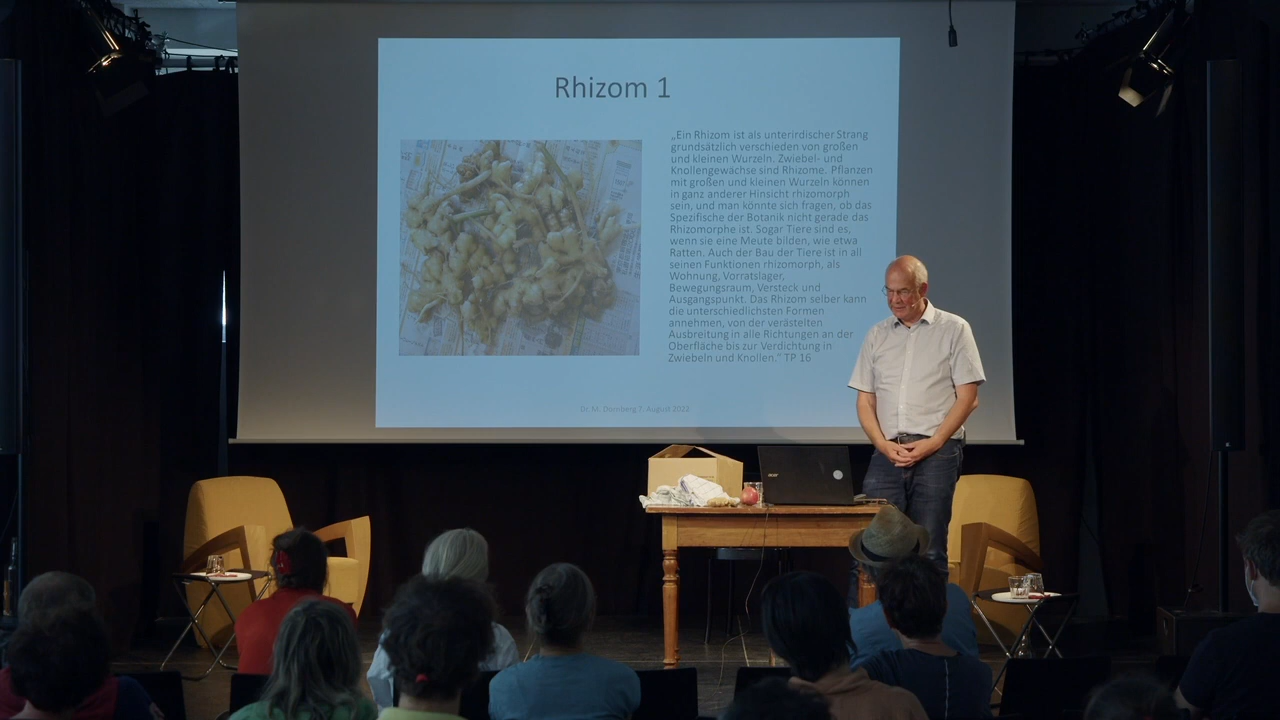 Rhizom 1
„Ein Rhizom ist als unterirdischer Strang
grundsätzlich verschieden von großen
und kleinen Wurzeln. Zwiebel- und
Knollengewächse sind Rhizome. Pflanzen
mit großen und kleinen Wurzeln können
in ganz anderer Hinsicht rhizomorph
sein, und man könnte sich fragen, ob das
Spezifische der Botanik nicht gerade das
Rhizomorphe ist. Sogar Tiere sind es,
wenn sie eine Meute bilden, wie etwa
Ratten. Auch der Bau der Tiere ist in all
seinen Funktionen rhizomorph, als
Wohnung, Vorratslager,
Bewegungsraum, Versteck und
Ausgangspunkt. Das Rhizom selber kann
die unterschiedlichsten Formen
annehmen, von der verästelten
Ausbreitung in alle Richtungen an der
Oberfläche bis zur Verdichtung in
Zwiebeln und Knollen.“ TP 16
Dr. M. Dornberg 7. August 2022